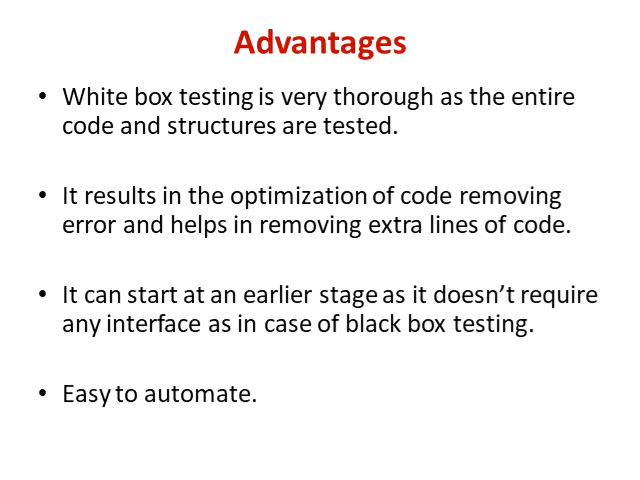 Advantages
• White box testing is very thorough as the entire
code and structures are tested.
• It results in the optimization of code removing
error and helps in removing extra lines of code.
• It can start at an earlier stage as it doesn’t require
any interface as in case of black box testing.
• Easy to automate.